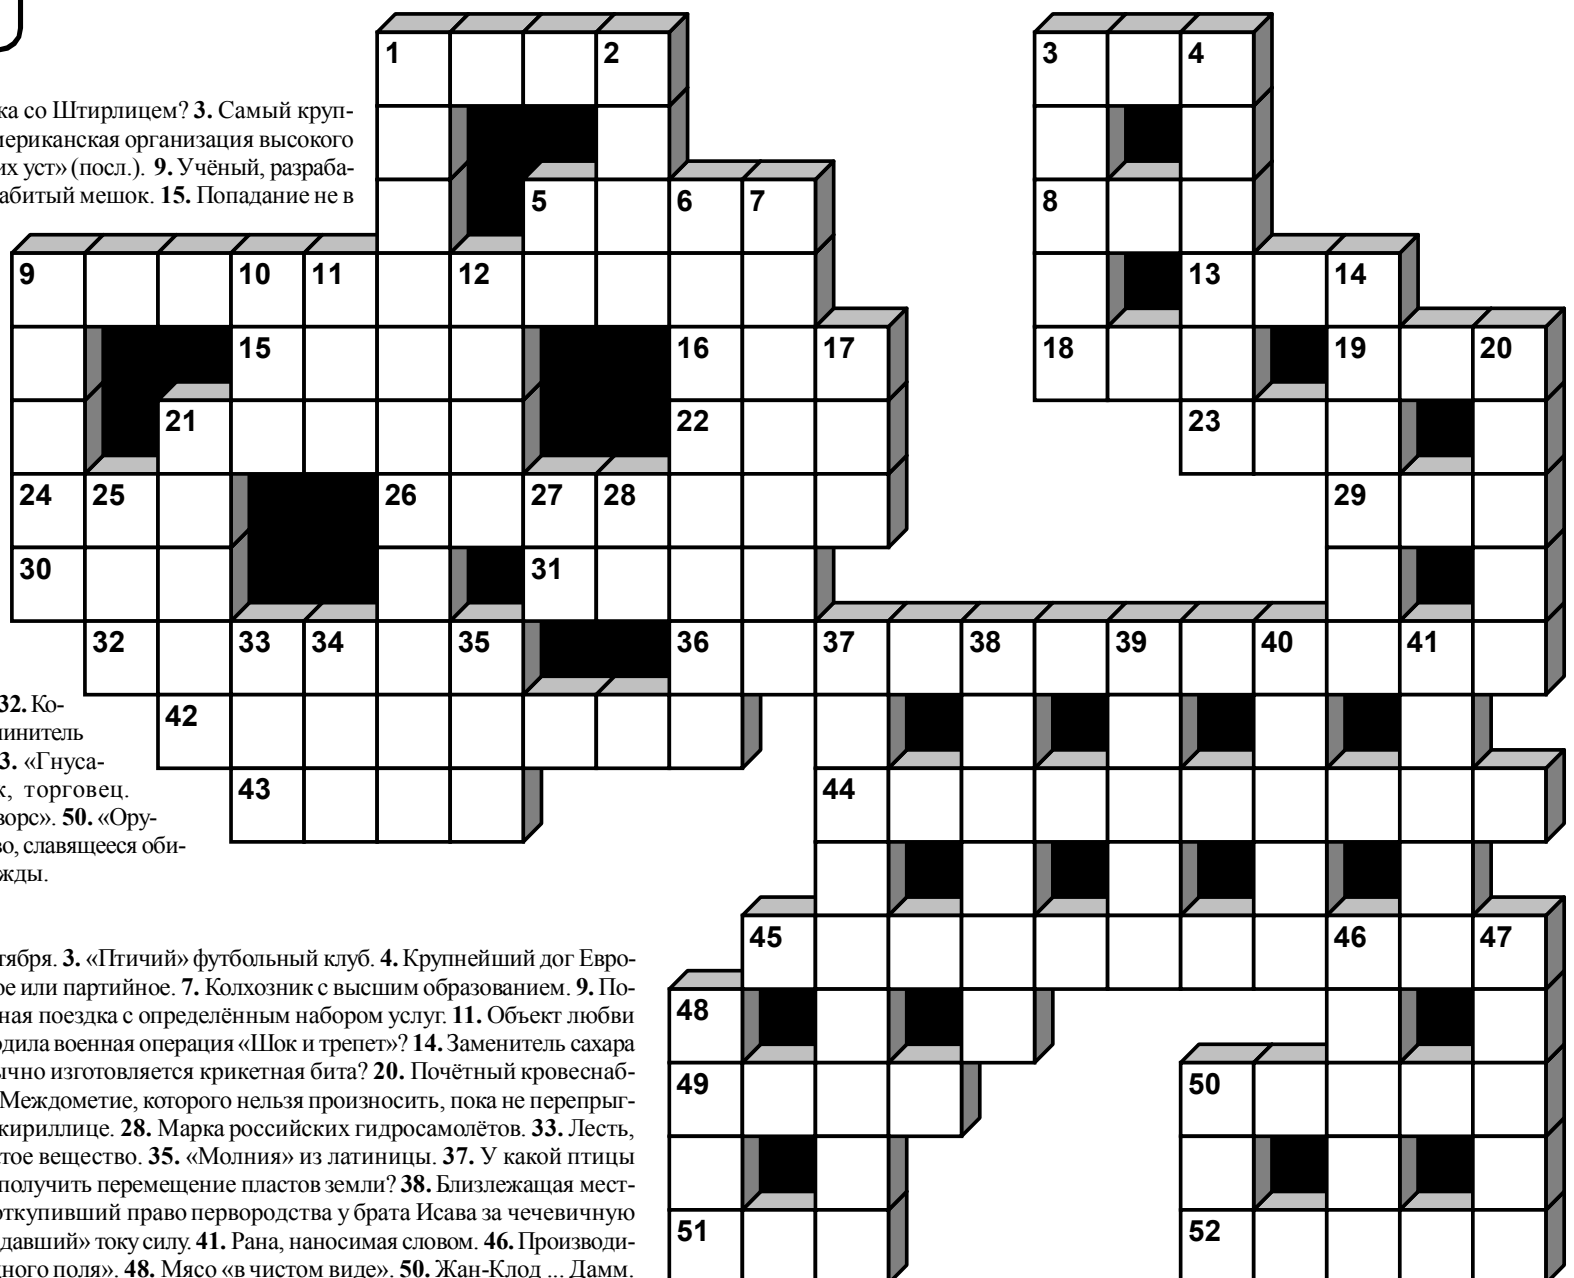 1 2 3 4
ка со Штирлицем? 3. Самый круп-
мериканская организация высокого
их уст» (посл.). 9. Учёный, разраба-
абитый мешок. 15. Попадание не в
5 6 7 8
9 10 11 12 13 14
15 16 17 18 19 20
21 22 23
24 25 26 27 28 29
30 31
32 33 34 35 36 37 38 39 40 41
32. Ко-
инитель
3. «Гнуса-
к, торговец.
ворс». 50. «Ору-
во, славящееся оби-
жды.
42
43 44
45 46 47
тября. 3. «Птичий» футбольный клуб. 4. Крупнейший дог Евро-
ое или партийное. 7. Колхозник с высшим образованием. 9. По-
ная поездка с определённым набором услуг. 11. Объект любви
одила военная операция «Шок и трепет»? 14. Заменитель сахара
ычно изготовляется крикетная бита? 20. Почётный кровеснаб-
Междометие, которого нельзя произносить, пока не перепрыг-
кириллице. 28. Марка российских гидросамолётов. 33. Лесть,
тое вещество. 35. «Молния» из латиницы. 37. У какой птицы
получить перемещение пластов земли? 38. Близлежащая мест-
откупивший право первородства у брата Исава за чечевичную
давший» току силу. 41. Рана, наносимая словом. 46. Производи-
дного поля». 48. Мясо «в чистом виде». 50. Жан-Клод ... Дамм.
48
49 50
51 52